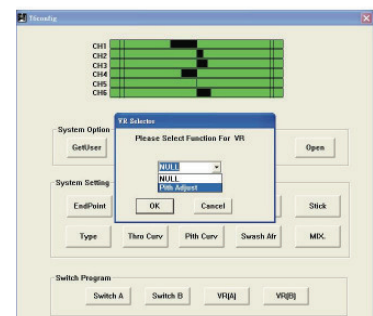 T6config
CH1
CH2
CH3
CH4
CH5
CH6
System Option
VR Selector
GetUser
Please Select Function For VR
Open
NULL
NULL
Pith Adjust
System Setting
EndPoint
OK
Cancel
Stick
Type
Thro Curv
Pith Curv
Swash Afr
MIX.
Switch Program
Switch A
Switch B
VR[A]
VR[B]